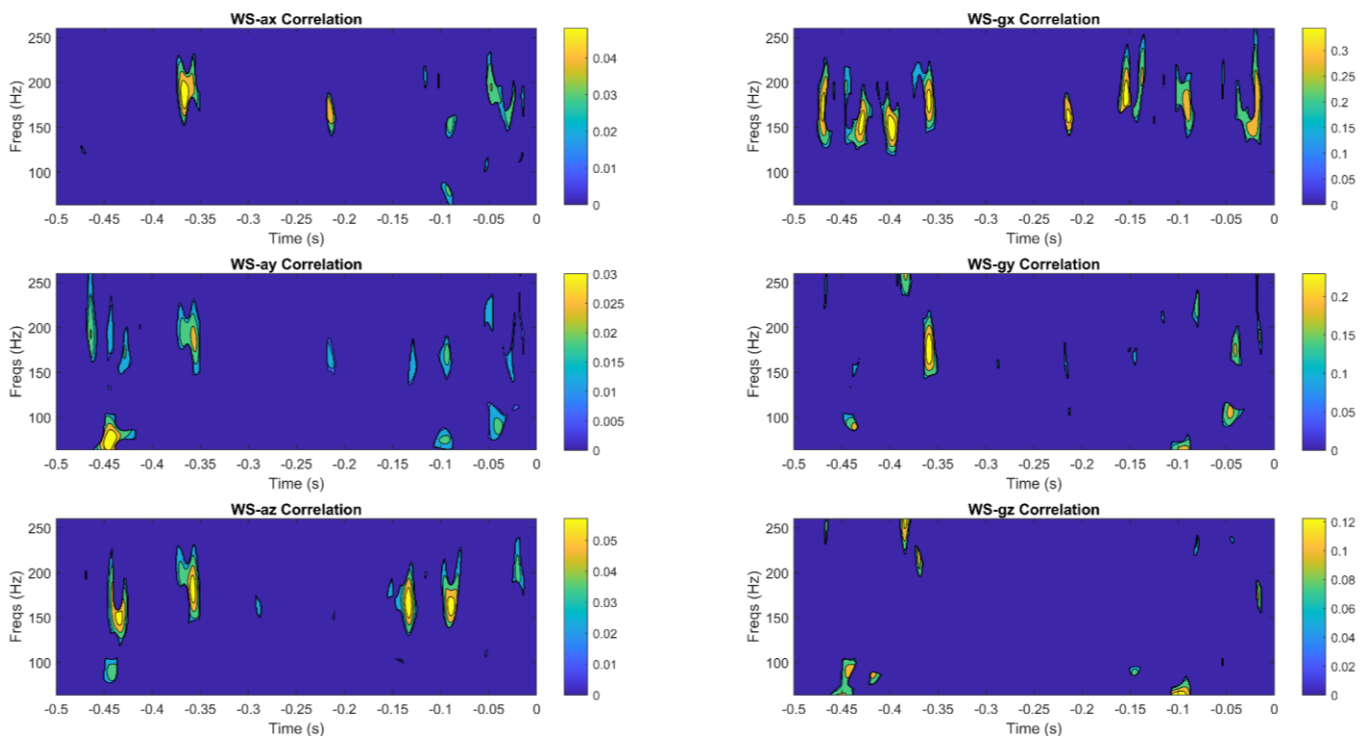 WS-ax Correlation
250
200
150
100
Freqs (Hz)
-0.5 -0.45 -0.4 -0.35 -0.3 -0.25 -0.2 -0.15 -0.1 -0.05 0
Time (s)
0.04
0.03
0.02
0.01
0
WS-gx Correlation
250
200
150
100
Freqs (Hz)
-0.5 -0.45 -0.4 -0.35 -0.3 -0.25 -0.2 -0.15 -0.1 -0.05 0
Time (s)
0.3
0.25
0.2
0.15
0.1
0.05
0
WS-ay Correlation
250
200
150
100
Freqs (Hz)
-0.5 -0.45 -0.4 -0.35 -0.3 -0.25 -0.2 -0.15 -0.1 -0.05 0
Time (s)
0.03
0.025
0.02
0.015
0.01
0.005
0
WS-gy Correlation
250
200
150
100
Freqs (Hz)
-0.5 -0.45 -0.4 -0.35 -0.3 -0.25 -0.2 -0.15 -0.1 -0.05 0
Time (s)
0.2
0.15
0.1
0.05
0
WS-az Correlation
250
200
150
100
Freqs (Hz)
-0.5 -0.45 -0.4 -0.35 -0.3 -0.25 -0.2 -0.15 -0.1 -0.05 0
Time (s)
0.05
0.04
0.03
0.02
0.01
0
WS-gz Correlation
250
200
150
100
Freqs (Hz)
-0.5 -0.45 -0.4 -0.35 -0.3 -0.25 -0.2 -0.15 -0.1 -0.05 0
Time (s)
0.12
0.1
0.08
0.06
0.04
0.02
0